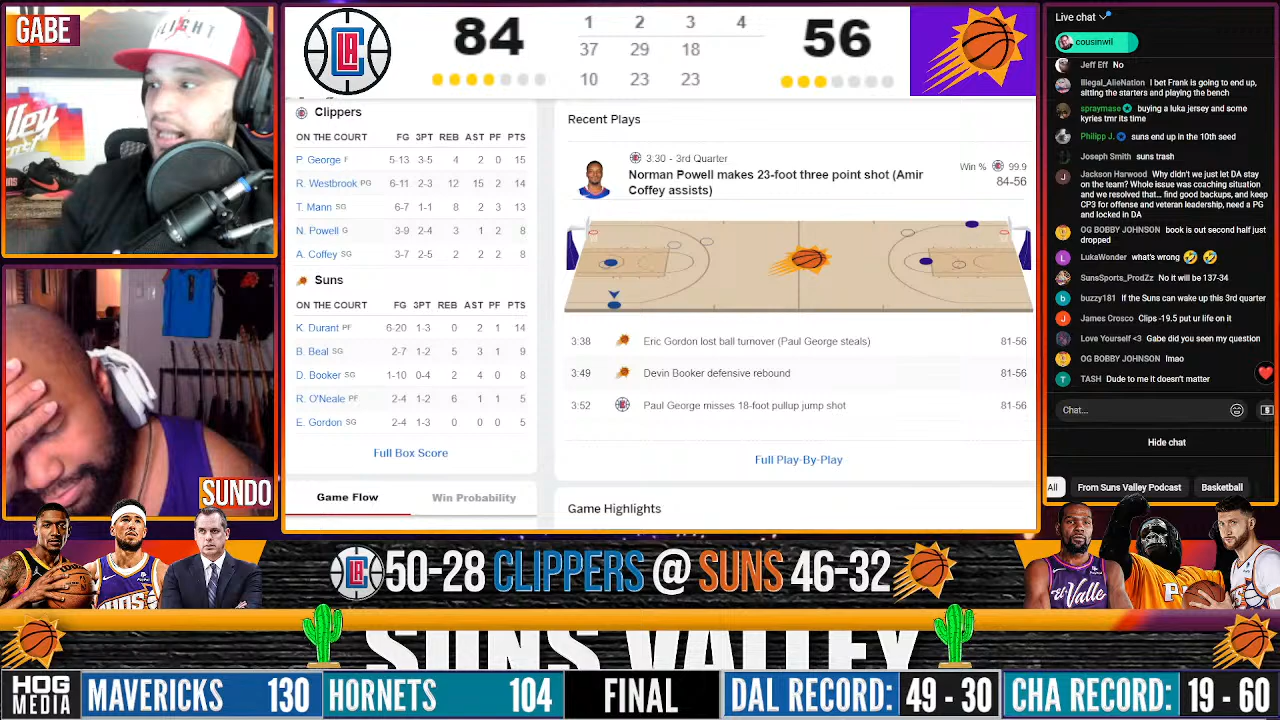 GABE
FLIGHT
SUNDO
84
1 2 3 4
37 29 18
10 23 23
56
LA
Clippers
ON THE COURT FG 3PT REB AST PF PTS
P. George F 5-13 3-5 4 2 0 15
R. Westbrook PG 6-11 2-3 12 15 2 14
T. Mann SG 6-7 1-1 8 2 3 13
N. Powell G 3-9 2-4 3 1 2 8
A. Coffey SG 3-7 2-5 2 2 2 8
Suns
ON THE COURT FG 3PT REB AST PF PTS
K. Durant PF 6-20 1-3 0 2 1 14
B. Beal SG 2-7 1-2 5 3 1 9
D. Booker SG 1-10 0-4 2 4 0 8
R. O'Neale PF 2-4 1-2 6 1 1 5
E. Gordon SG 2-4 1-3 0 0 0 5
Full Box Score
Game Flow Win Probability
Recent Plays
3:30 - 3rd Quarter
Norman Powell makes 23-foot three point shot (Amir
Coffey assists)
Win % 99.9
84-56
3:38 Eric Gordon lost ball turnover (Paul George steals) 81-56
3:49 Devin Booker defensive rebound 81-56
3:52 Paul George misses 18-foot pullup jump shot 81-56
Full Play-By-Play
Game Highlights
Live chat
cousinwil
Jeff Eff No
Illegal_AlieNation I bet Frank is going to end up,
sitting the starters and playing the bench
spraymase buying a luka jersey and some
kyries tmr its time
Philipp J. suns end up in the 10th seed
Joseph Smith suns trash
Jackson Harwood Why didn't we just let DA stay
on the team? Whole issue was coaching situation
and we resolved that... find good backups, and keep
CP3 for offense and veteran leadership, need a PG
and locked in DA
OG BOBBY JOHNSON book is out second half just
dropped
LukaWonder what's wrong 🤣 🤣
SunsSports_ProdZz No it will be 137-34
buzzy181 If the Suns can wake up this 3rd quarter
James Crosco Clips -19.5 put ur life on it
Love Yourself <3 Gabe did you seen my question
OG BOBBY JOHNSON lmao
TASH Dude to me it doesn't matter
Chat...
Hide chat
All From Suns Valley Podcast Basketball
50-28 CLIPPERS @ SUNS 46-32
SUNS VALLEY
HOG
MEDIA
MAVERICKS 130 HORNETS 104 FINAL DAL RECORD: 49 - 30 CHA RECORD: 19 - 60